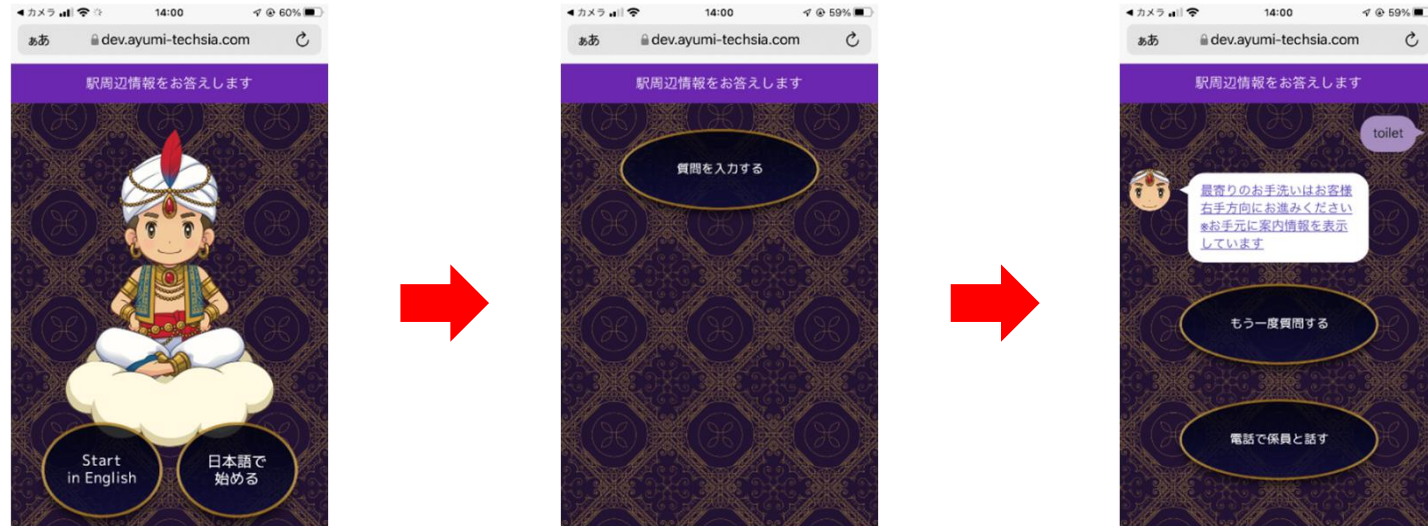 ◀カメラ 14:00 60%
ぁあ dev.ayumi-techsia.com
駅周辺情報をお答えします
Start
in English
日本語で
始める
◀カメラ 14:00 59%
ぁあ dev.ayumi-techsia.com
駅周辺情報をお答えします
質問を入力する
◀カメラ 14:00 59%
ぁあ dev.ayumi-techsia.com
駅周辺情報をお答えします
toilet
最寄りのお手洗いはお客様
右手方向にお進みください
※お手元に案内情報を表示
しています
もう一度質問する
電話で係員と話す